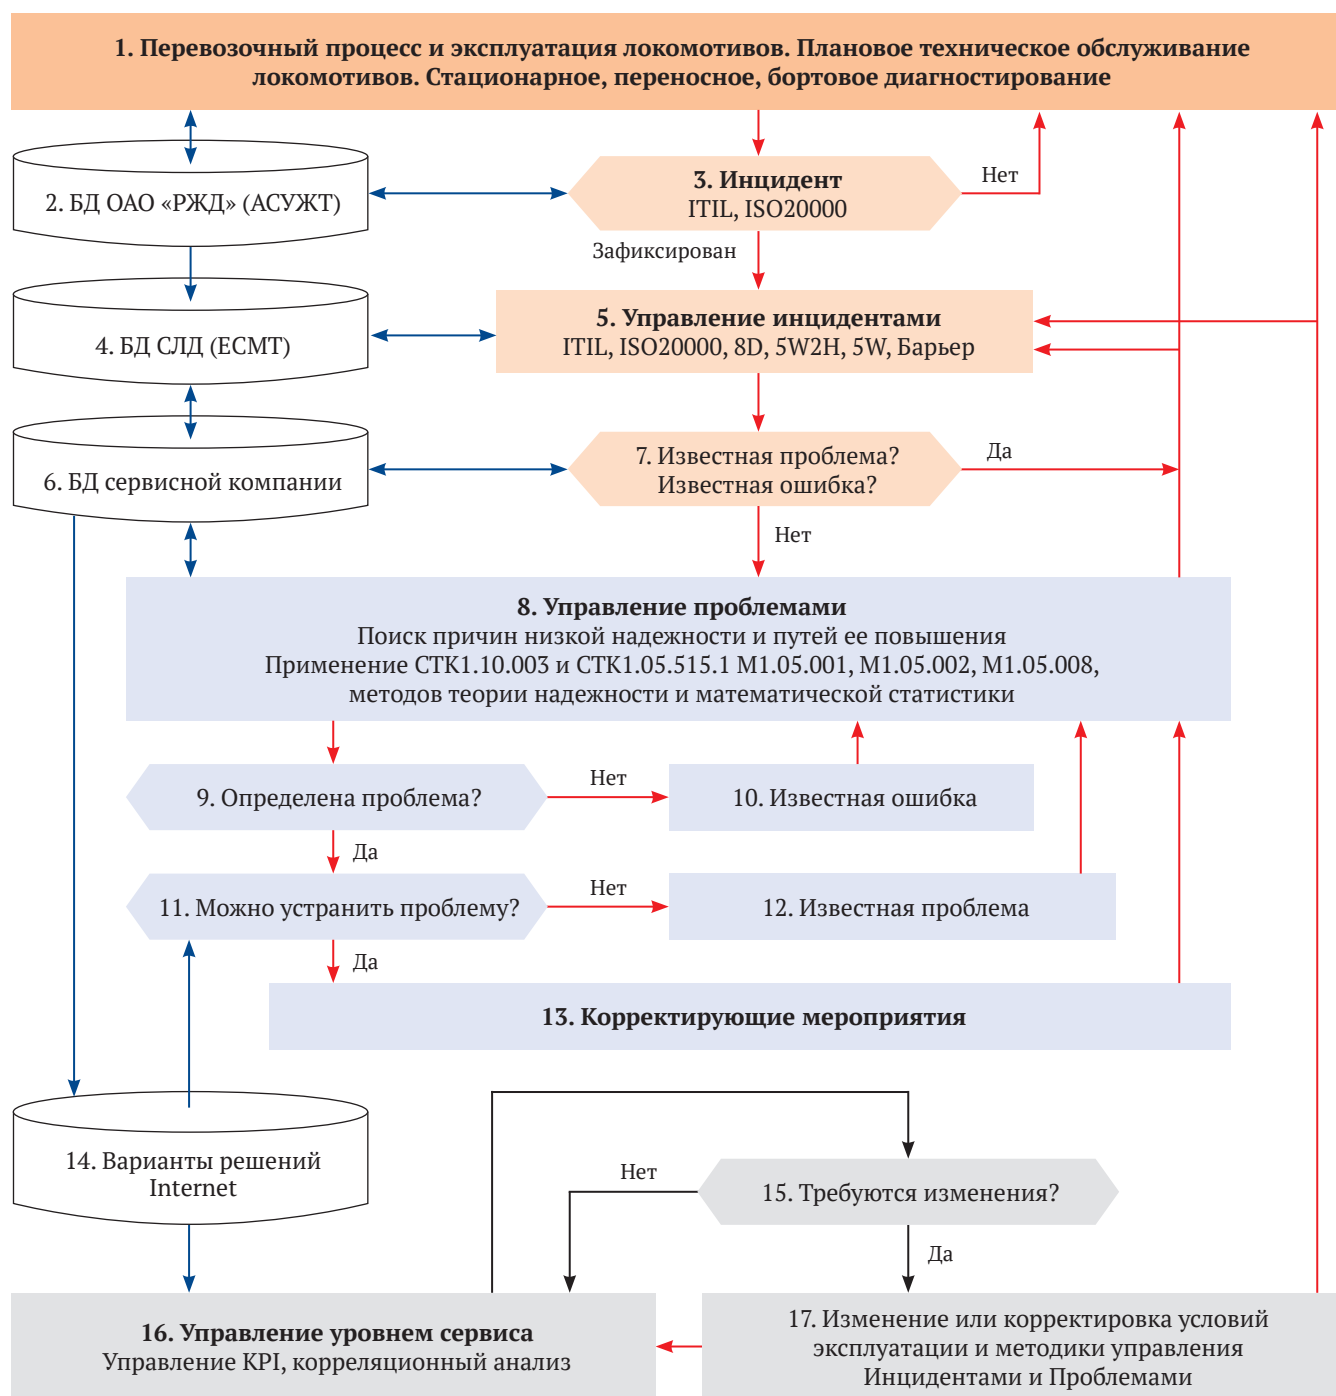 1. Перевозочный процесс и эксплуатация локомотивов. Плановое техническое обслуживание
локомотивов. Стационарное, переносное, бортовое диагностирование
2. БД ОАО «РЖД» (АСУЖТ)
3. Инцидент
ITIL, ISO20000
Нет
Зафиксирован
4. БД СЛД (ЕСМТ)
5. Управление инцидентами
ITIL, ISO20000, 8D, 5W2H, 5W, Барьер
6. БД сервисной компании
7. Известная проблема?
Известная ошибка?
Да
Нет
8. Управление проблемами
Поиск причин низкой надежности и путей ее повышения
Применение СТК1.10.003 и СТК1.05.515.1 М1.05.001, М1.05.002, М1.05.008,
методов теории надежности и математической статистики
9. Определена проблема?
Нет
10. Известная ошибка
Да
11. Можно устранить проблему?
Нет
12. Известная проблема
Да
13. Корректирующие мероприятия
14. Варианты решений
Internet
Нет
15. Требуются изменения?
Да
16. Управление уровнем сервиса
Управление KPI, корреляционный анализ
17. Изменение или корректировка условий
эксплуатации и методики управления
Инцидентами и Проблемами